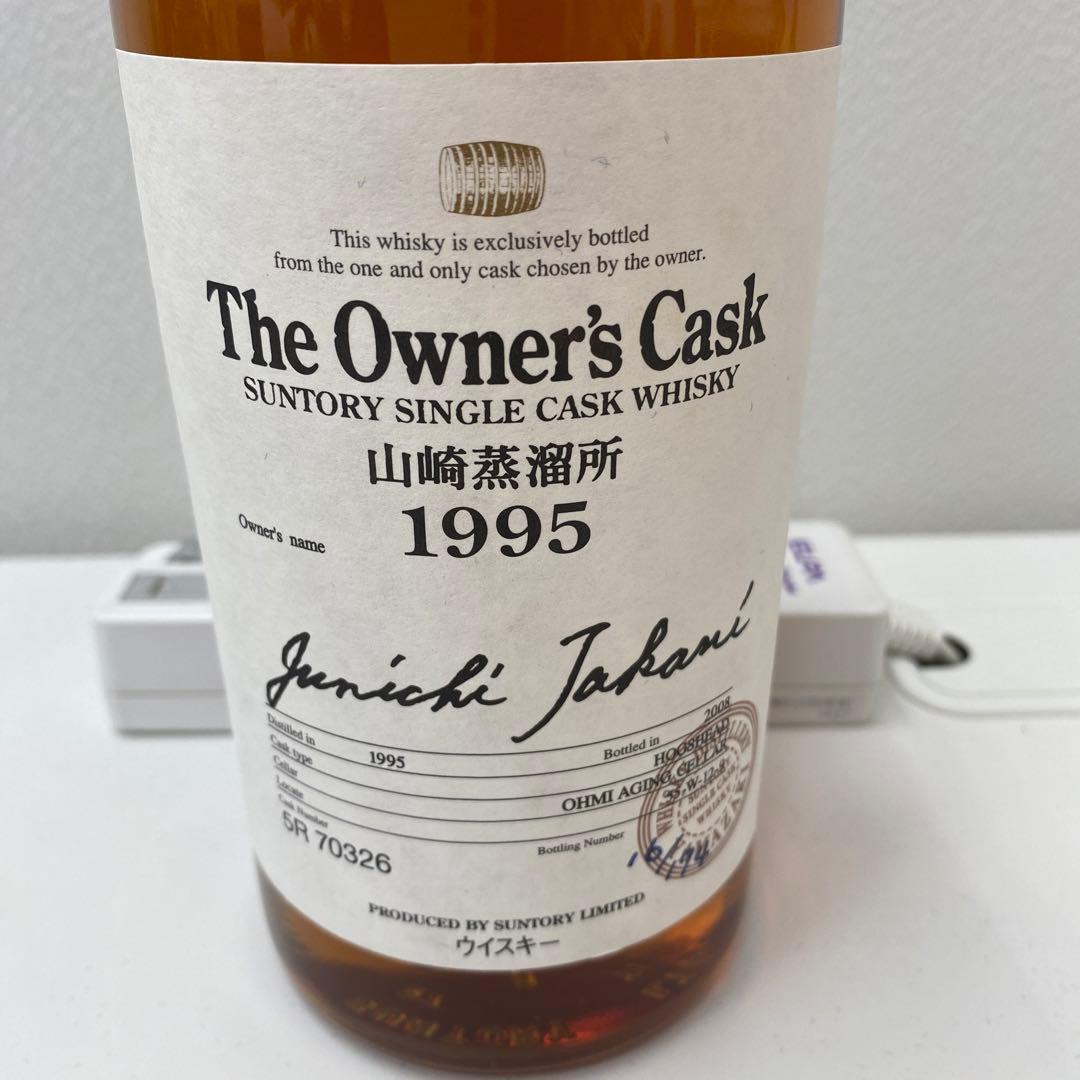 This whisky is exclusively bottled
from the one and only cask chosen by the owner.
The Owner's Cask
SUNTORY SINGLE CASK WHISKY
山崎蒸溜所
1995
Owner's name
Junichi Takani
Distilled in 1995 Bottled in 2008
Cask type HOGSHEAD
Cellar OHMI AGING CELLAR
Locate
Cask Number Bottling Number
5R 70326
PRODUCED BY SUNTORY LIMITED
ウイスキー